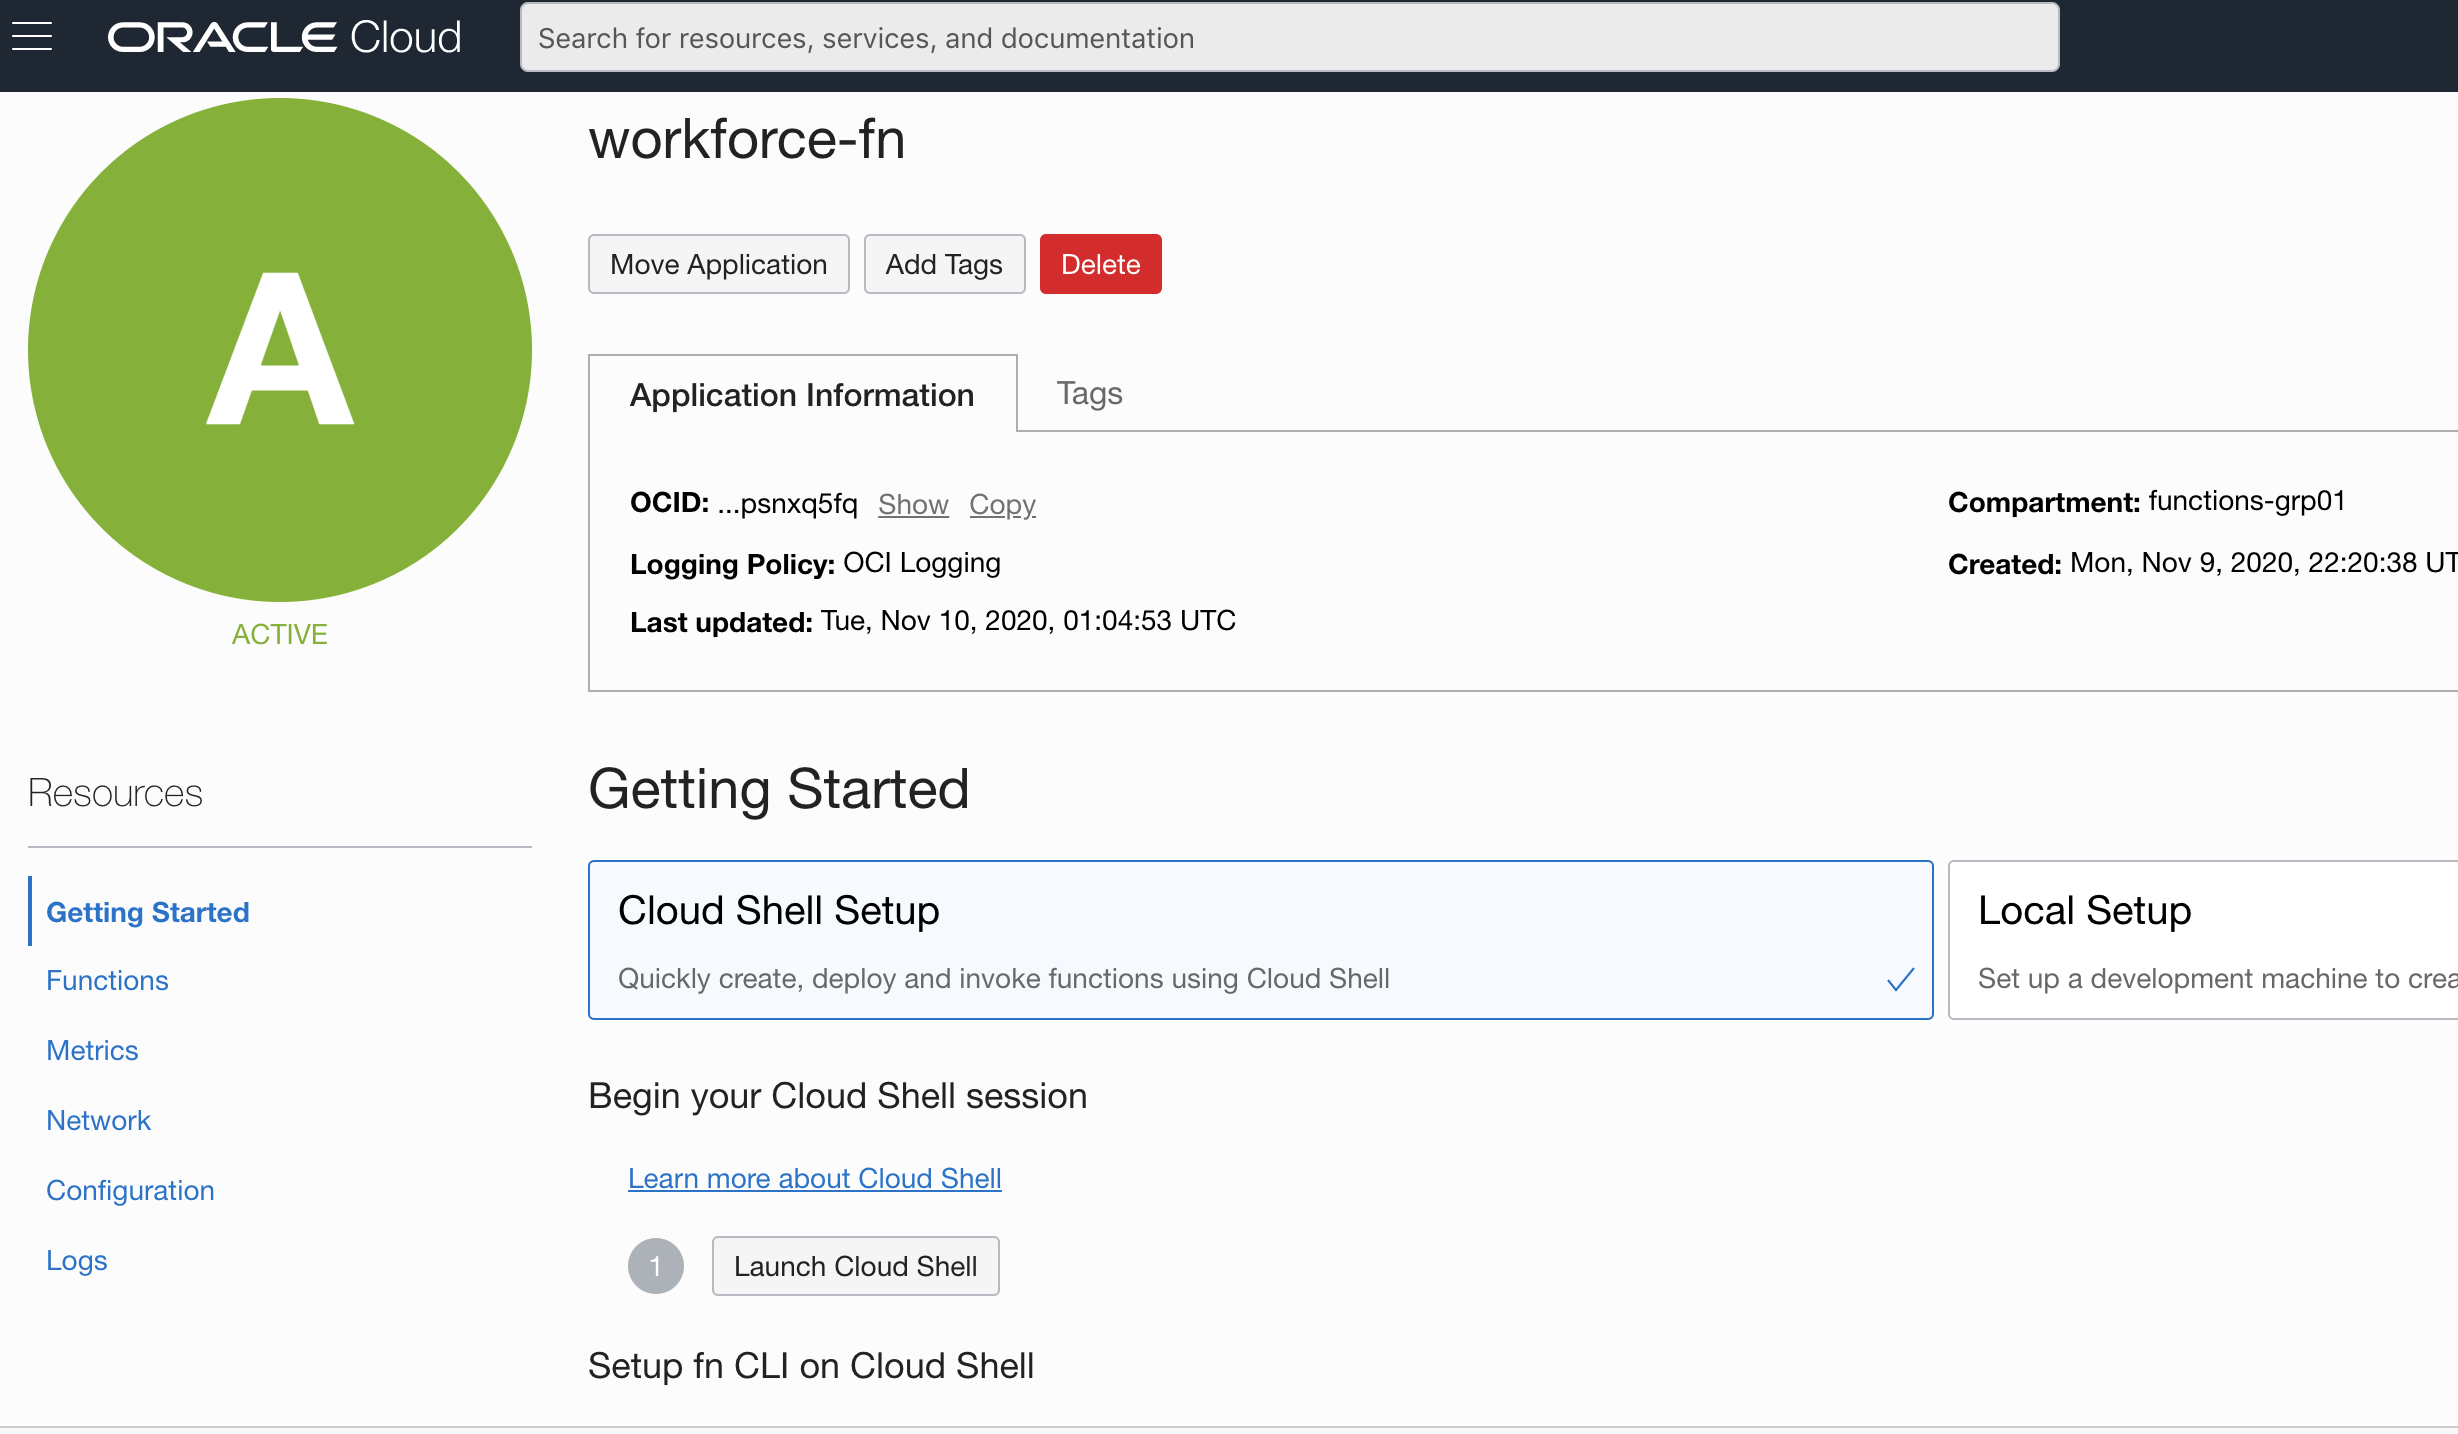 ORACLE Cloud
Search for resources, services, and documentation
A
ACTIVE
workforce-fn
Move Application
Add Tags
Delete
Application Information
Tags
OCID: ...psnxq5fq Show Copy
Logging Policy: OCI Logging
Last updated: Tue, Nov 10, 2020, 01:04:53 UTC
Compartment: functions-grp01
Created: Mon, Nov 9, 2020, 22:20:38 UT
Resources
Getting Started
Functions
Metrics
Network
Configuration
Logs
Getting Started
Cloud Shell Setup
Quickly create, deploy and invoke functions using Cloud Shell
Local Setup
Set up a development machine to crea
Begin your Cloud Shell session
Learn more about Cloud Shell
1
Launch Cloud Shell
Setup fn CLI on Cloud Shell